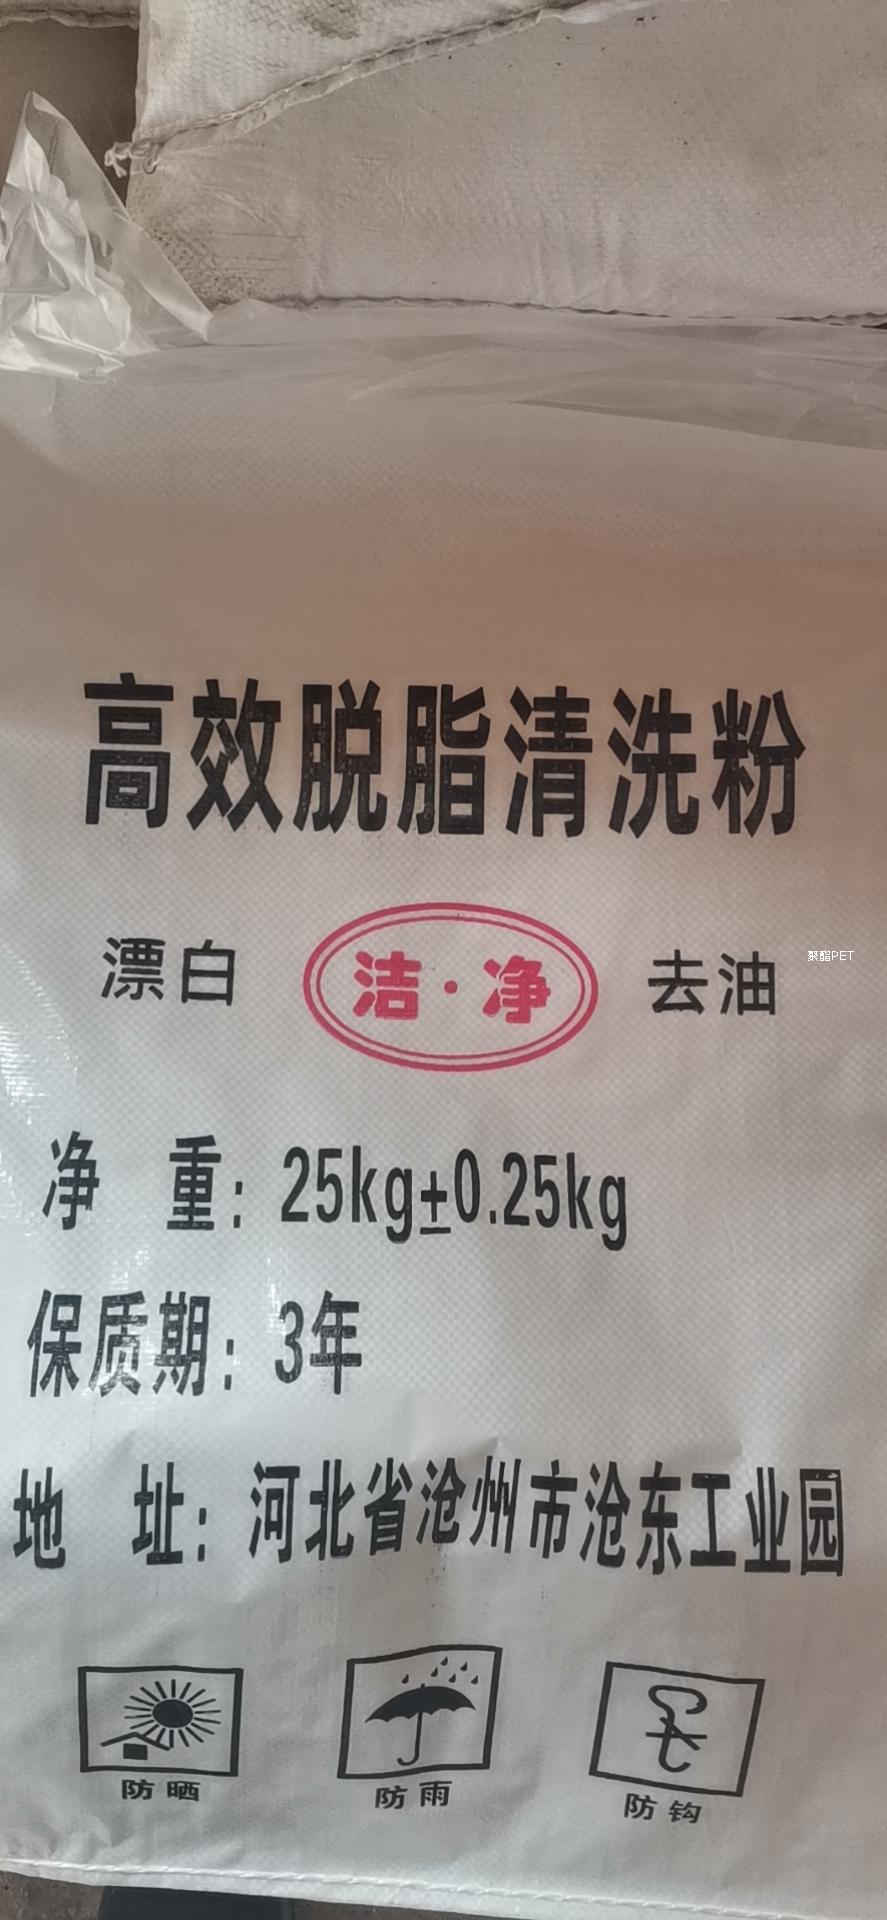 高效脱脂清洗粉
漂白 洁·净 去油
聚酯PET
净 重：25kg±0.25kg
保质期：3年
地 址：河北省沧州市沧东工业园
防晒 防雨 防钩